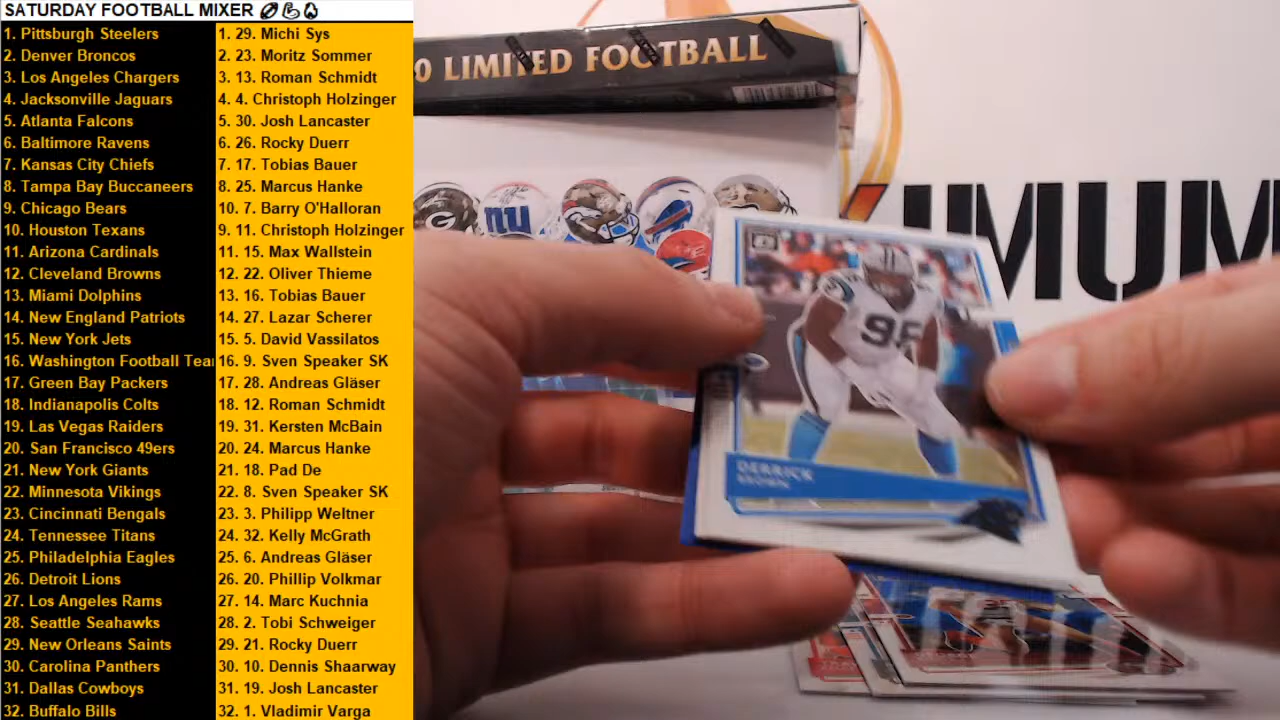 SATURDAY FOOTBALL MIXER
1. Pittsburgh Steelers 1. 29. Michi Sys
2. Denver Broncos 2. 23. Moritz Sommer
3. Los Angeles Chargers 3. 13. Roman Schmidt
4. Jacksonville Jaguars 4. 4. Christoph Holzinger
5. Atlanta Falcons 5. 30. Josh Lancaster
6. Baltimore Ravens 6. 26. Rocky Duerr
7. Kansas City Chiefs 7. 17. Tobias Bauer
8. Tampa Bay Buccaneers 8. 25. Marcus Hanke
9. Chicago Bears 10. 7. Barry O'Halloran
10. Houston Texans 9. 11. Christoph Holzinger
11. Arizona Cardinals 11. 15. Max Wallstein
12. Cleveland Browns 12. 22. Oliver Thieme
13. Miami Dolphins 13. 16. Tobias Bauer
14. New England Patriots 14. 27. Lazar Scherer
15. New York Jets 15. 5. David Vassilatos
16. Washington Football Tear 16. 9. Sven Speaker SK
17. Green Bay Packers 17. 28. Andreas Gläser
18. Indianapolis Colts 18. 12. Roman Schmidt
19. Las Vegas Raiders 19. 31. Kersten McBain
20. San Francisco 49ers 20. 24. Marcus Hanke
21. New York Giants 21. 18. Pad De
22. Minnesota Vikings 22. 8. Sven Speaker SK
23. Cincinnati Bengals 23. 3. Philipp Weltner
24. Tennessee Titans 24. 32. Kelly McGrath
25. Philadelphia Eagles 25. 6. Andreas Gläser
26. Detroit Lions 26. 20. Phillip Volkmar
27. Los Angeles Rams 27. 14. Marc Kuchnia
28. Seattle Seahawks 28. 2. Tobi Schweiger
29. New Orleans Saints 29. 21. Rocky Duerr
30. Carolina Panthers 30. 10. Dennis Shaarway
31. Dallas Cowboys 31. 19. Josh Lancaster
32. Buffalo Bills 32. 1. Vladimir Varga
0 LIMITED FOOTBALL
ny
UMUM
95
DERRICK
BROWN